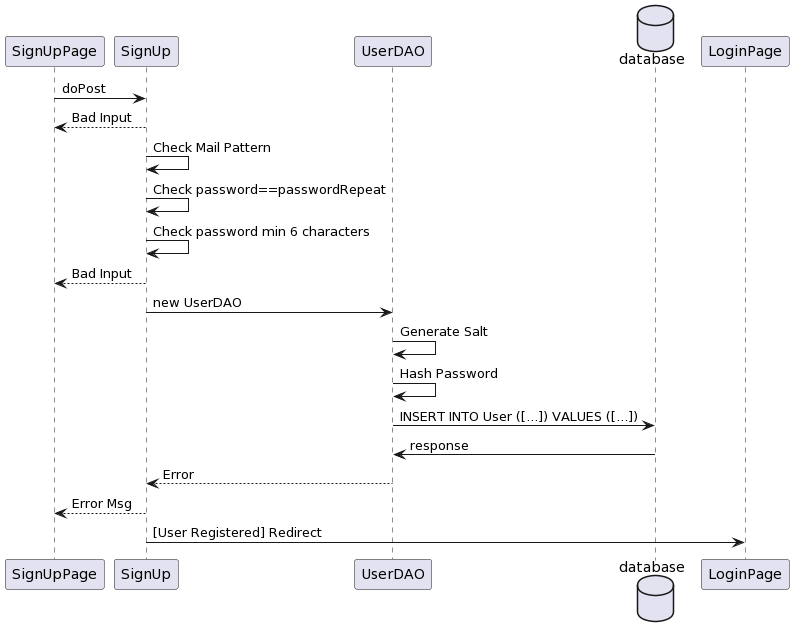 database
SignUpPage SignUp UserDAO LoginPage
doPost
Bad Input
Check Mail Pattern
Check password==passwordRepeat
Check password min 6 characters
Bad Input
new UserDAO
Generate Salt
Hash Password
INSERT INTO User ([...]) VALUES ([...])
response
Error
Error Msg
[User Registered] Redirect
SignUpPage SignUp UserDAO database LoginPage